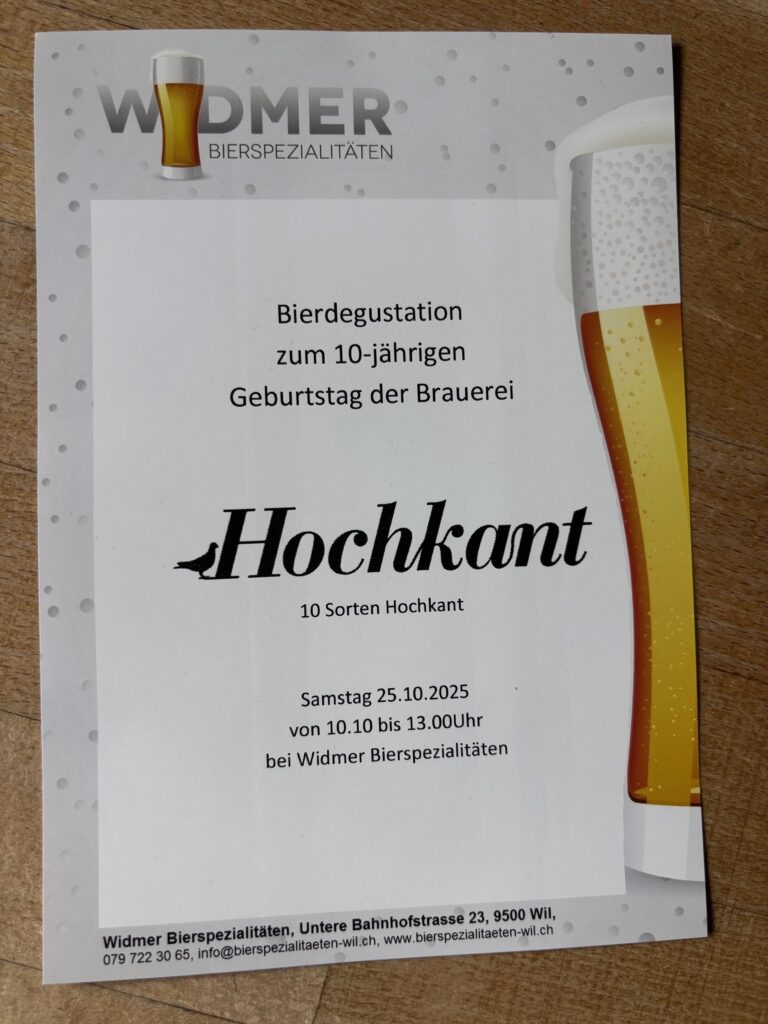 WIDMER
BIERSPEZIALITÄTEN
Bierdegustation
zum 10-jährigen
Geburtstag der Brauerei
Hochkant
10 Sorten Hochkant
Samstag 25.10.2025
von 10.10 bis 13.00Uhr
bei Widmer Bierspezialitäten
Widmer Bierspezialitäten, Untere Bahnhofstrasse 23, 9500 Wil,
079 722 30 65, info@bierspezialitaeten-wil.ch, www.bierspezialitaeten-wil.ch